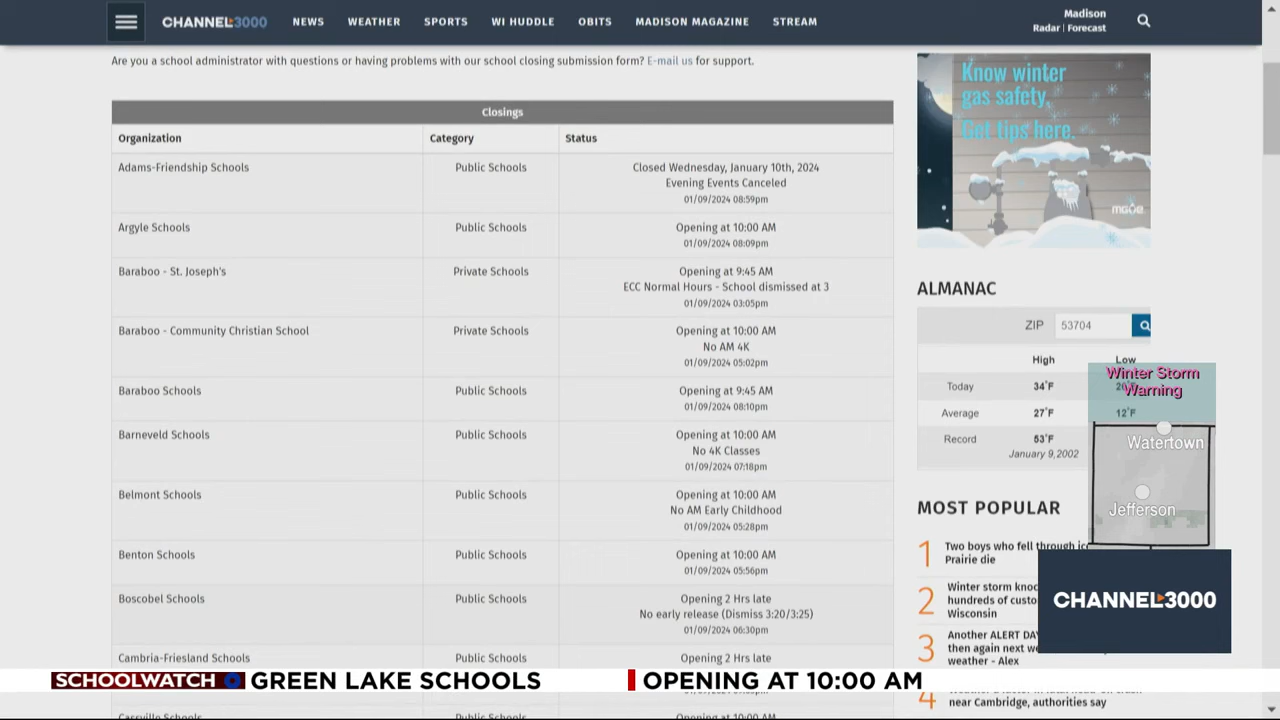 CHANNEL3000
NEWS
WEATHER
SPORTS
WI HUDDLE
OBITS
MADISON MAGAZINE
STREAM
Madison
Radar | Forecast
Are you a school administrator with questions or having problems with our school closing submission form? E-mail us for support.
Closings
Organization Category Status
Adams-Friendship Schools Public Schools Closed Wednesday, January 10th, 2024
Evening Events Canceled
01/09/2024 08:59pm
Argyle Schools Public Schools Opening at 10:00 AM
01/09/2024 08:09pm
Baraboo - St. Joseph's Private Schools Opening at 9:45 AM
ECC Normal Hours - School dismissed at 3
01/09/2024 03:05pm
Baraboo - Community Christian School Private Schools Opening at 10:00 AM
No AM 4K
01/09/2024 05:02pm
Baraboo Schools Public Schools Opening at 9:45 AM
01/09/2024 08:10pm
Barneveld Schools Public Schools Opening at 10:00 AM
No 4K Classes
01/09/2024 07:18pm
Belmont Schools Public Schools Opening at 10:00 AM
No AM Early Childhood
01/09/2024 05:28pm
Benton Schools Public Schools Opening at 10:00 AM
01/09/2024 05:56pm
Boscobel Schools Public Schools Opening 2 Hrs late
No early release (Dismiss 3:20/3:25)
01/09/2024 06:30pm
Cambria-Friesland Schools Public Schools Opening 2 Hrs late
Know winter
gas safety,
Get tips here.
mg&e
ALMANAC
ZIP 53704
High Low
Today 34°F
Average 27°F 12°F
Record 53°F
January 9, 2002
Winter Storm
Warning
Watertown
Jefferson
MOST POPULAR
1 Two boys who fell through
Prairie die
2 Winter storm
hundreds of
Wisconsin
3 Another ALERT DAY
then again next
weather - Alex
4
near Cambridge, authorities say
CHANNEL3000
SCHOOLWATCH GREEN LAKE SCHOOLS OPENING AT 10:00 AM